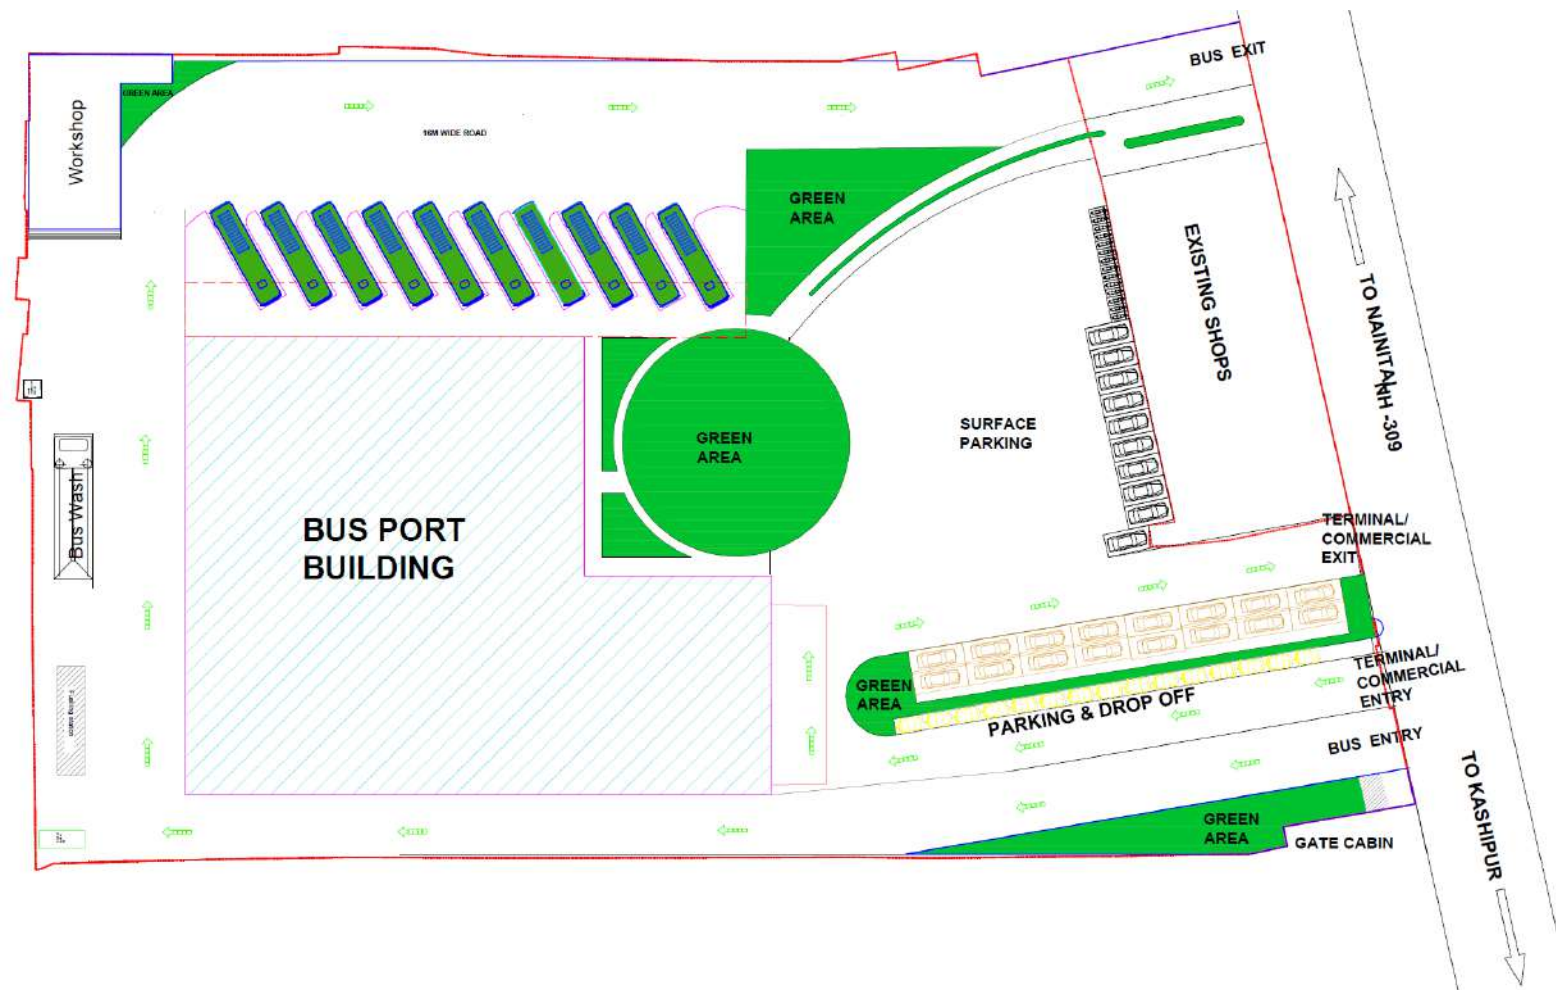 BUS EXIT
GREEN AREA
Workshop
16M WIDE ROAD
GREEN
AREA
EXISTING SHOPS
TO NAINITAL
NH -309
SURFACE
PARKING
GREEN
AREA
BUS PORT
BUILDING
Bus Wash
TERMINAL/
COMMERCIAL
EXIT
TERMINAL/
COMMERCIAL
ENTRY
GREEN
AREA
PARKING & DROP OFF
BUS ENTRY
TO KASHIPUR
GREEN
AREA
GATE CABIN